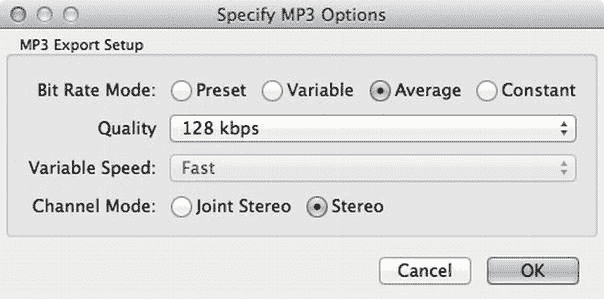 Specify MP3 Options
MP3 Export Setup
Bit Rate Mode: Preset Variable Average Constant
Quality 128 kbps
Variable Speed: Fast
Channel Mode: Joint Stereo Stereo
Cancel OK